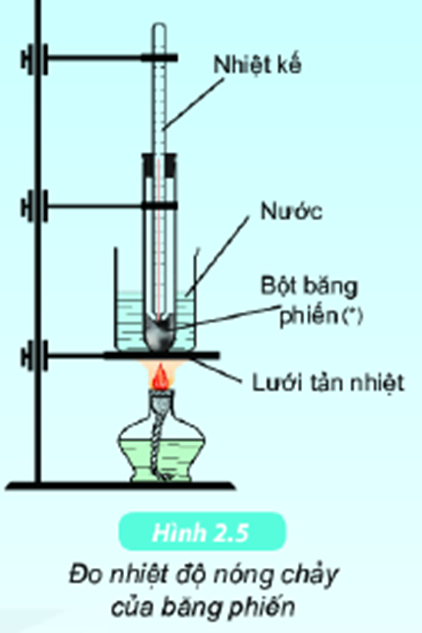 Nhiệt kế
Nước
Bột băng
phiến (*)
Lưới tản nhiệt
Hình 2.5
Đo nhiệt độ nóng chảy
của băng phiến